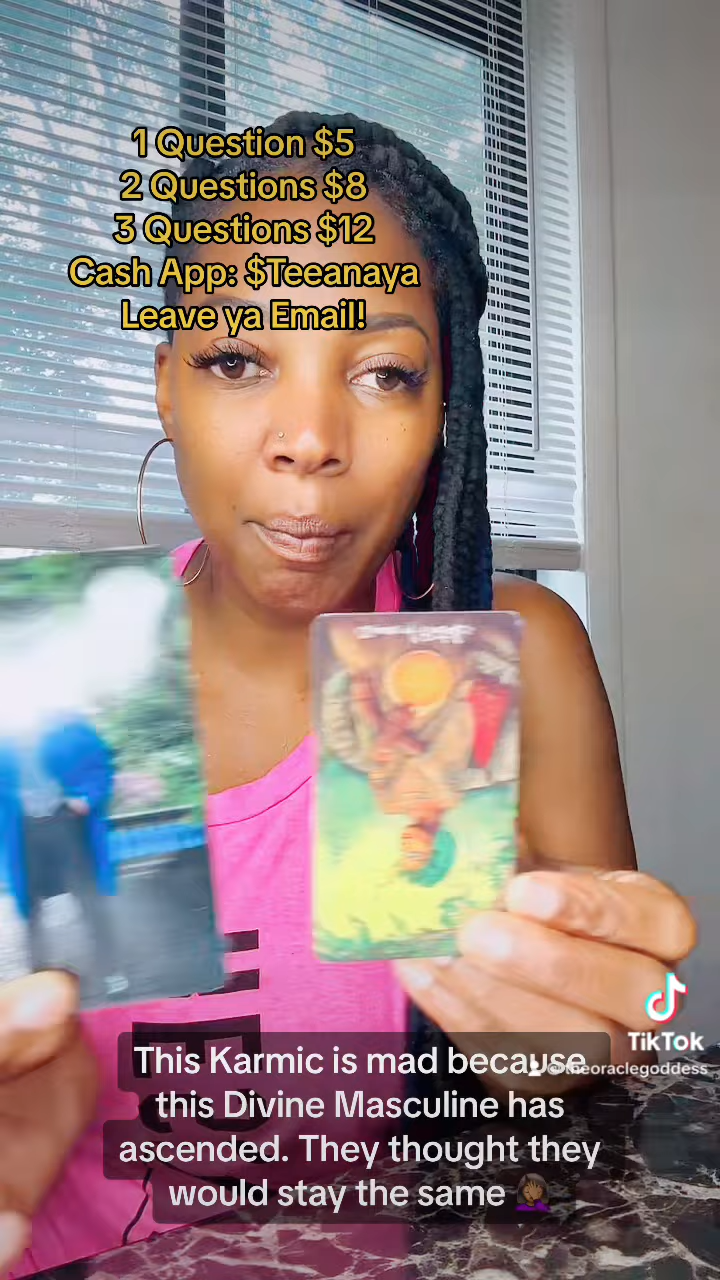 1 Question $5
2 Questions $8
3 Questions $12
Cash App: $Teeanaya
Leave ya Email!
TikTok
@theoraclegoddess
This Karmic is mad because
this Divine Masculine has
ascended. They thought they
would stay the same 🤦🏾‍♀️